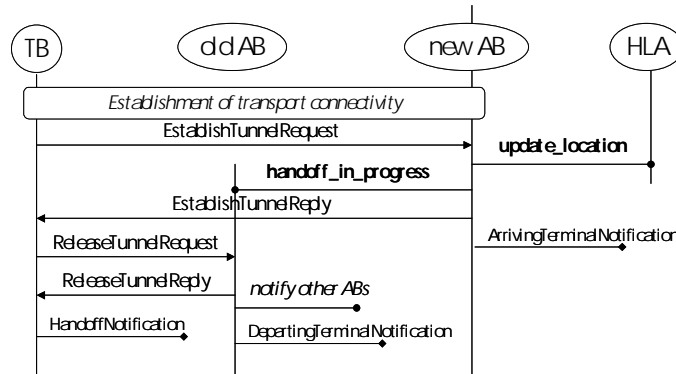 TB
old AB
new AB
HLA
Establishment of transport connectivity
EstablishTunnelRequest
update_location
handoff_in_progress
EstablishTunnelReply
ArrivingTerminalNotification
ReleaseTunnelRequest
ReleaseTunnelReply
notify other ABs
HandoffNotification
DepartingTerminalNotification